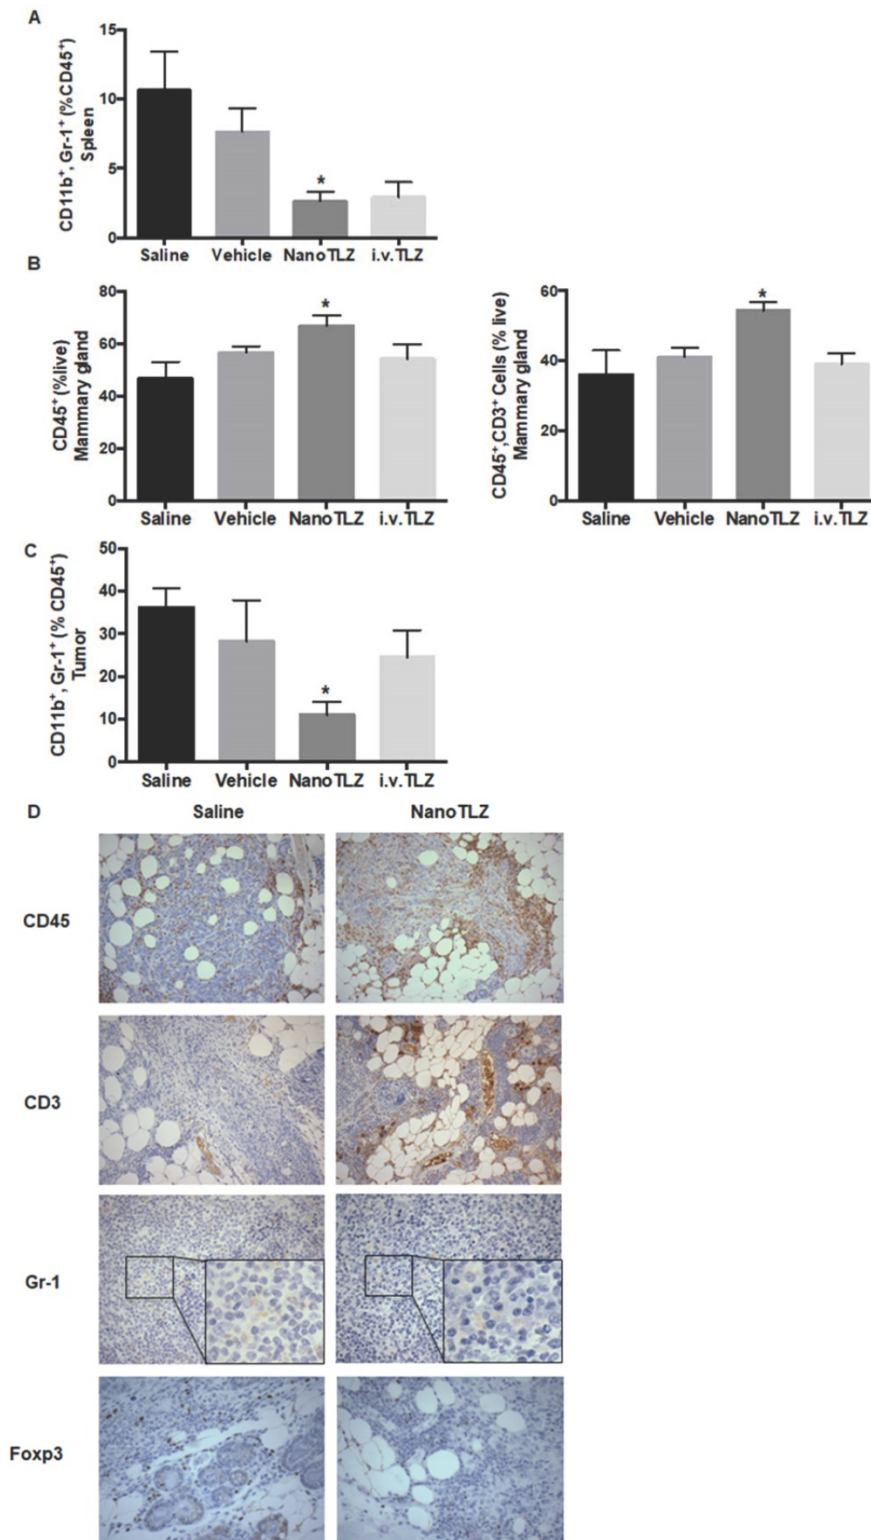 A
CD11b⁺, Gr-1⁺ (%CD45⁺)
Spleen
15
10
5
0
Saline Vehicle NanoTLZ i.v.TLZ
*
B
CD45⁺ (%live)
Mammary gland
80
60
40
20
0
Saline Vehicle NanoTLZ i.v.TLZ
*
CD45⁺,CD3⁺ Cells (% live)
Mammary gland
60
40
20
0
Saline Vehicle NanoTLZ i.v.TLZ
*
C
CD11b⁺, Gr-1⁺ (% CD45⁺)
Tumor
50
40
30
20
10
0
Saline Vehicle NanoTLZ i.v.TLZ
*
D
Saline NanoTLZ
CD45
CD3
Gr-1
Foxp3